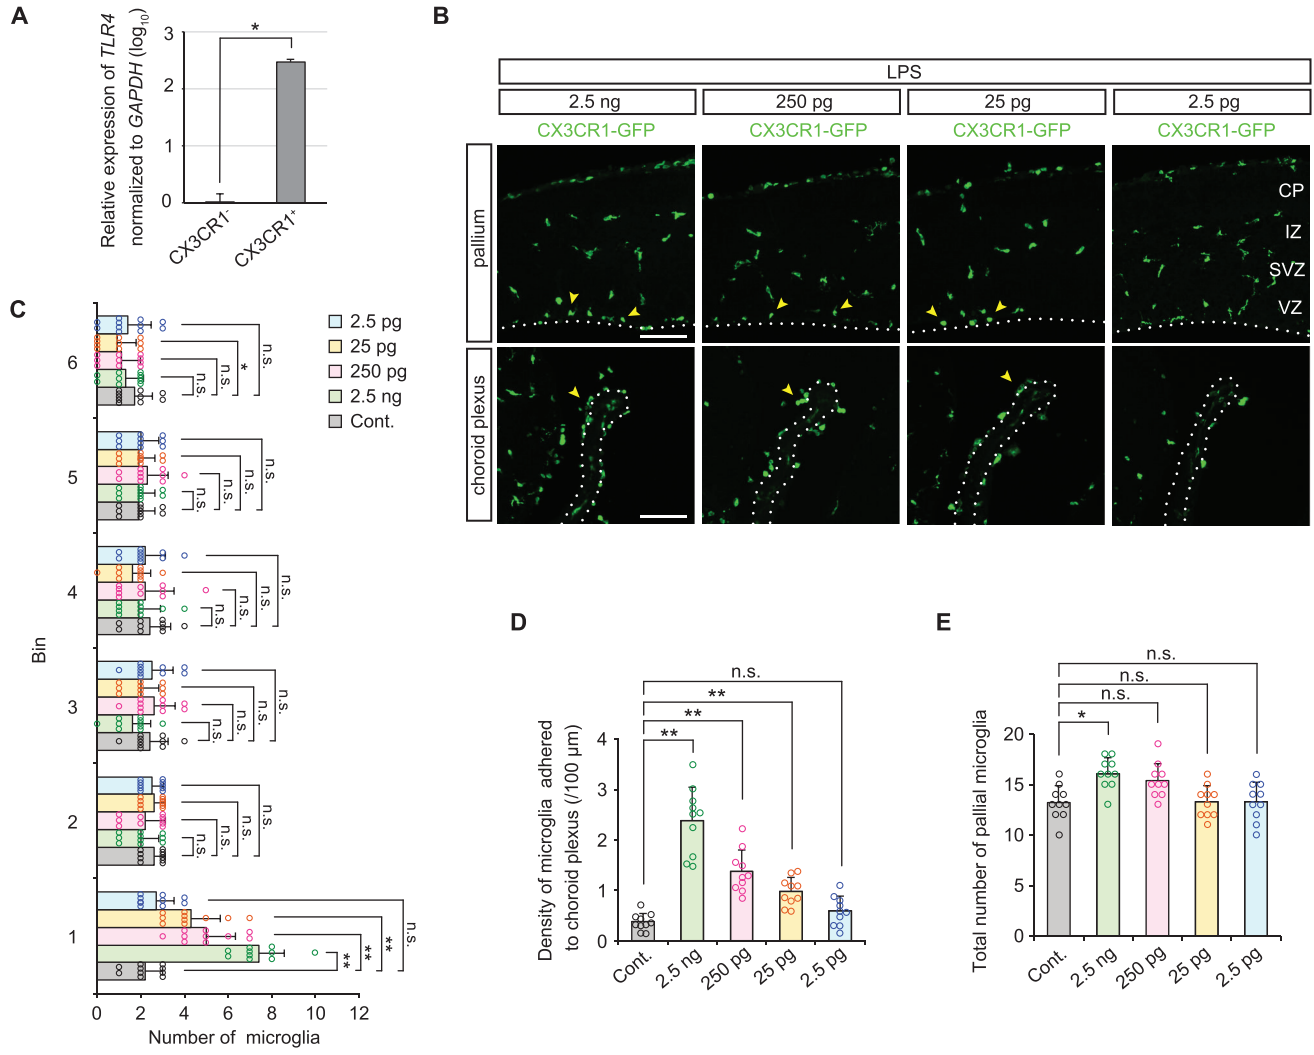 A
Relative expression of TLR4
normalized to GAPDH (log10)
3
2
1
0
*
CX3CR1-
CX3CR1+
B
LPS
2.5 ng
250 pg
25 pg
2.5 pg
CX3CR1-GFP
CX3CR1-GFP
CX3CR1-GFP
CX3CR1-GFP
pallium
CP
IZ
SVZ
VZ
choroid plexus
C
2.5 pg
25 pg
250 pg
2.5 ng
Cont.
Bin
6
n.s.
n.s.
*
n.s.
5
n.s.
n.s.
n.s.
n.s.
4
n.s.
n.s.
n.s.
n.s.
3
n.s.
n.s.
n.s.
n.s.
2
n.s.
n.s.
n.s.
n.s.
1
**
**
**
n.s.
0
2
4
6
8
10
12
Number of microglia
D
Density of microglia adhered
to choroid plexus (/100 µm)
4
3
2
1
0
n.s.
**
**
**
Cont.
2.5 ng
250 pg
25 pg
2.5 pg
E
Total number of pallial microglia
20
15
10
5
0
n.s.
n.s.
n.s.
*
Cont.
2.5 ng
250 pg
25 pg
2.5 pg